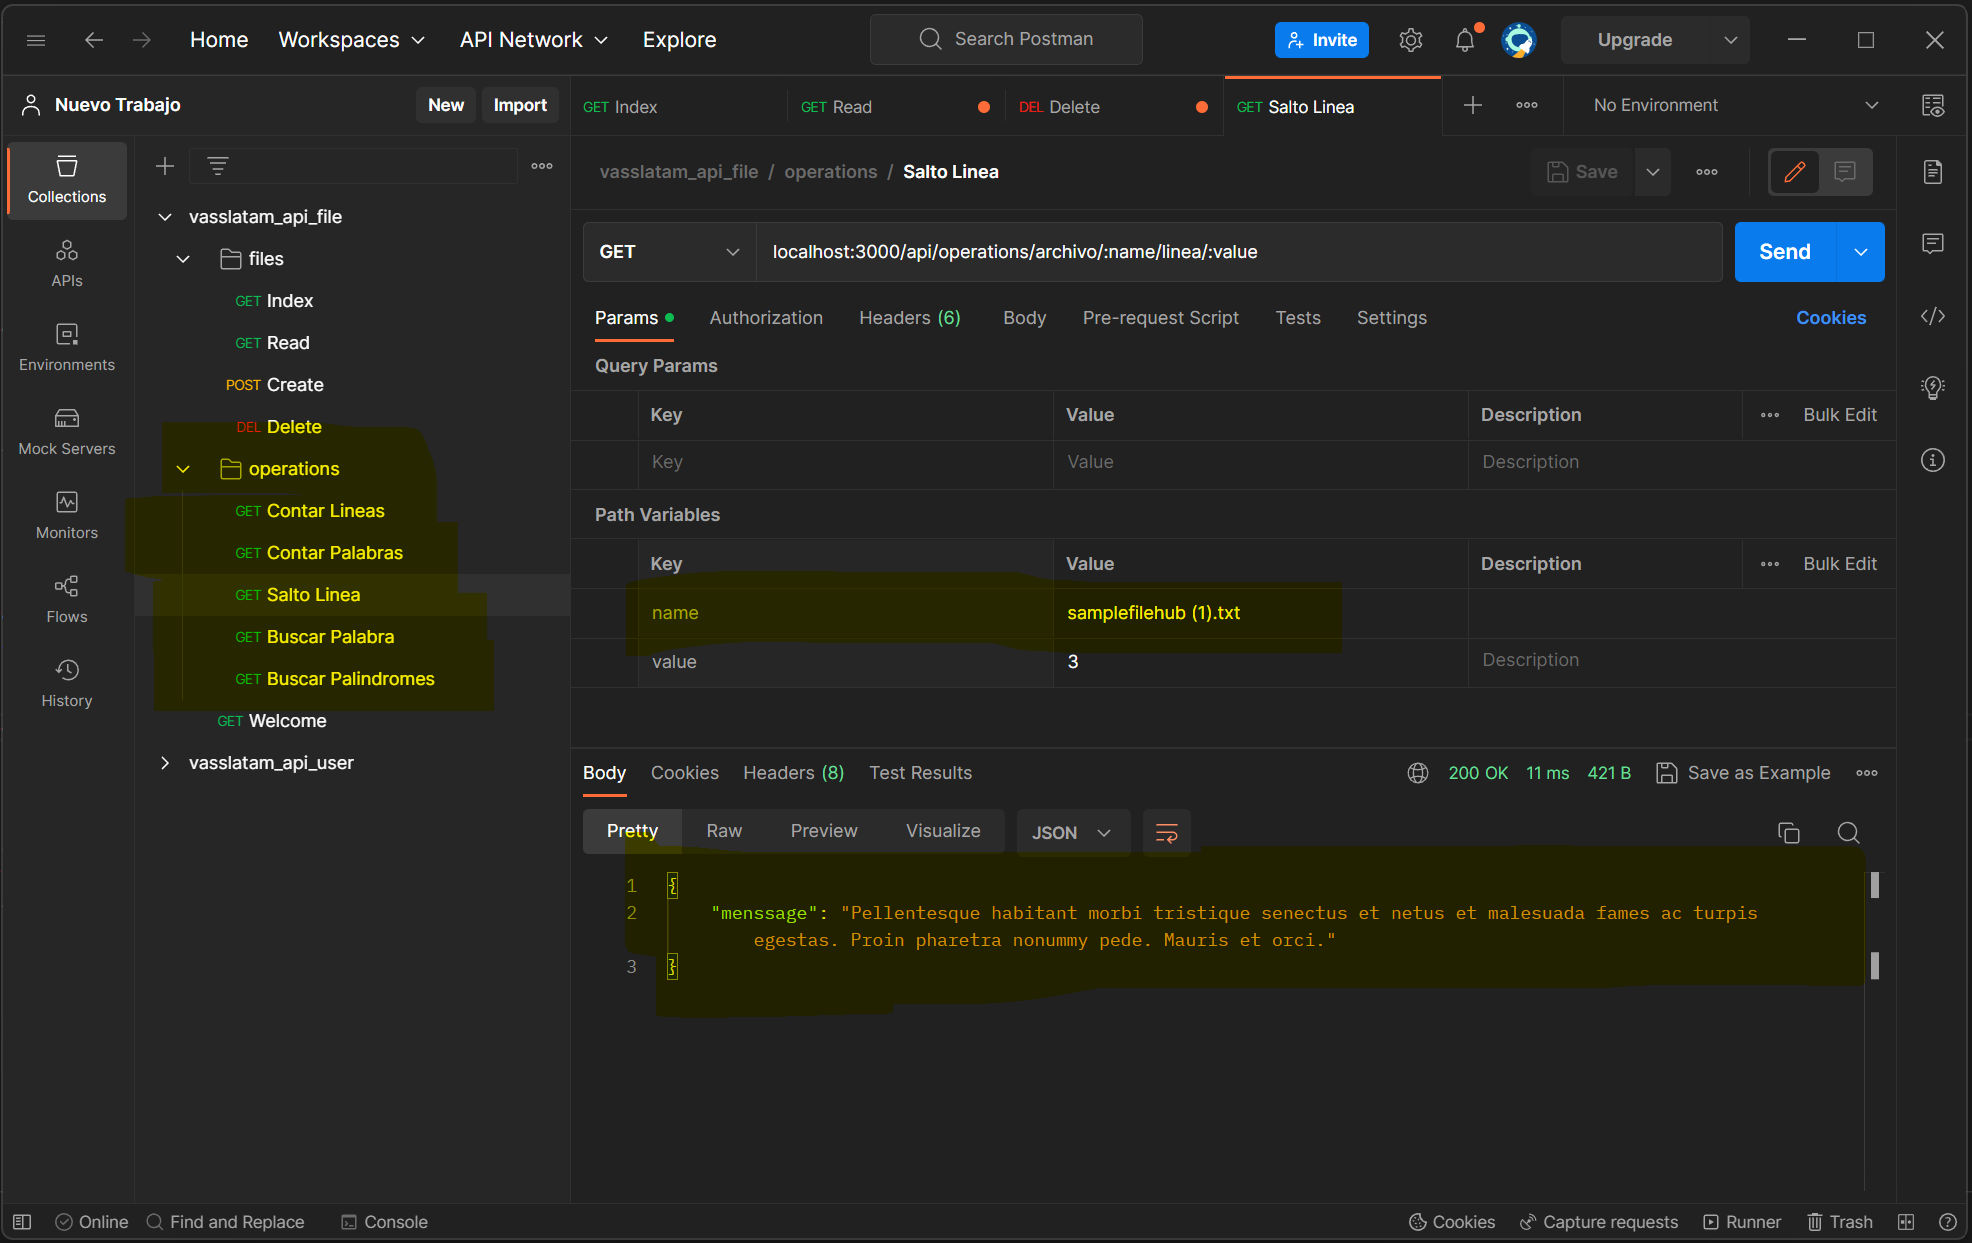 Home Workspaces API Network Explore Search Postman Invite Upgrade
Nuevo Trabajo New Import
GET Index GET Read DEL Delete GET Salto Linea No Environment
Collections
APIs
Environments
Mock Servers
Monitors
Flows
History
vasslatam_api_file
files
GET Index
GET Read
POST Create
DEL Delete
operations
GET Contar Lineas
GET Contar Palabras
GET Salto Linea
GET Buscar Palabra
GET Buscar Palindromes
GET Welcome
vasslatam_api_user
vasslatam_api_file / operations / Salto Linea Save
GET localhost:3000/api/operations/archivo/:name/linea/:value Send
Params Authorization Headers (6) Body Pre-request Script Tests Settings Cookies
Query Params
Key Value Description Bulk Edit
Key Value Description
Path Variables
Key Value Description Bulk Edit
name samplefilehub (1).txt
value 3 Description
Body Cookies Headers (8) Test Results 200 OK 11 ms 421 B Save as Example
Pretty Raw Preview Visualize JSON
1 {
2 "menssage": "Pellentesque habitant morbi tristique senectus et netus et malesuada fames ac turpis
egestas. Proin pharetra nonummy pede. Mauris et orci."
3 }
Online Find and Replace Console Cookies Capture requests Runner Trash